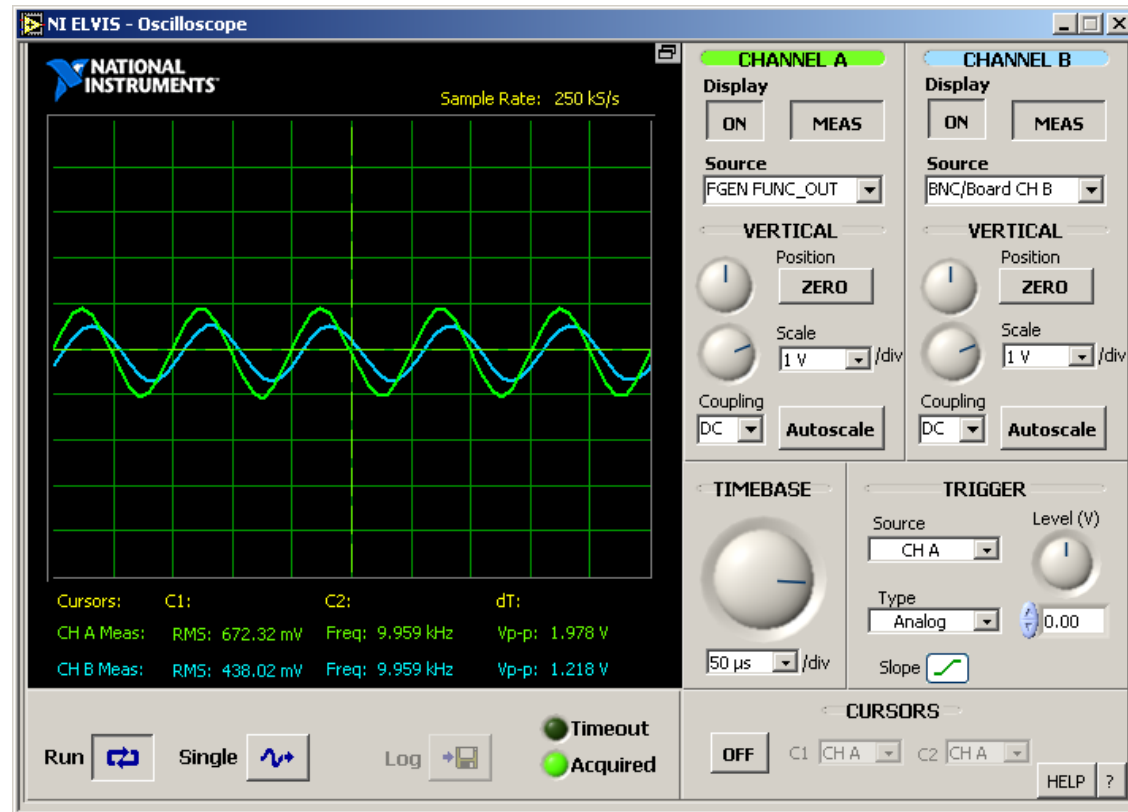 NI ELVIS - Oscilloscope
NATIONAL
INSTRUMENTS
Sample Rate: 250 kS/s
Cursors: C1: C2: dT:
CH A Meas: RMS: 672.32 mV Freq: 9.959 kHz Vp-p: 1.978 V
CH B Meas: RMS: 438.02 mV Freq: 9.959 kHz Vp-p: 1.218 V
CHANNEL A
Display
ON MEAS
Source
FGEN FUNC_OUT
VERTICAL
Position
ZERO
Scale
1 V /div
Coupling
DC Autoscale
CHANNEL B
Display
ON MEAS
Source
BNC/Board CH B
VERTICAL
Position
ZERO
Scale
1 V /div
Coupling
DC Autoscale
TIMEBASE
50 µs /div
TRIGGER
Source
CH A
Level (V)
Type
Analog
0.00
Slope
Run Single Log
Timeout
Acquired
CURSORS
OFF C1 CH A C2 CH A
HELP ?